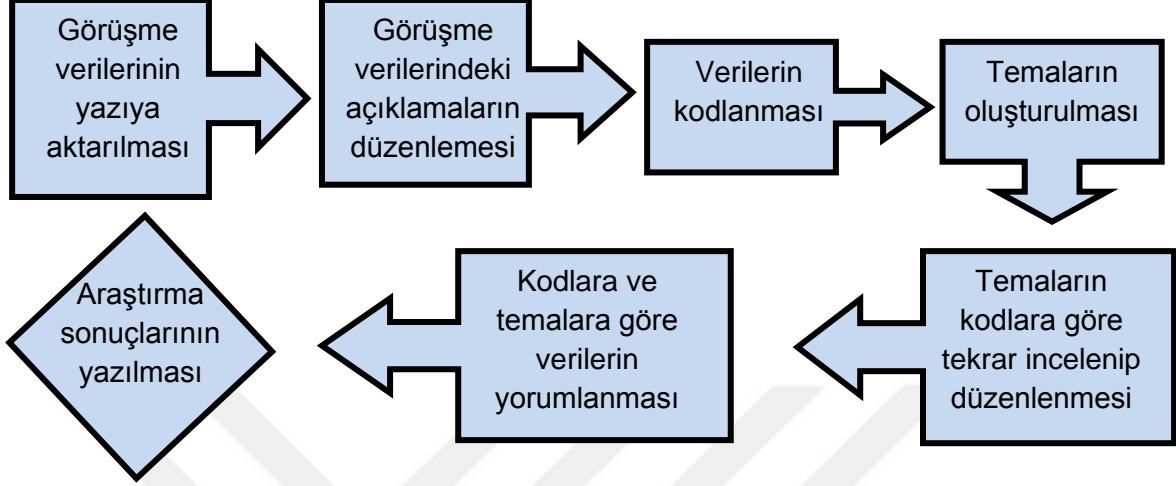 Görüşme
verilerinin
yazıya
aktarılması
Görüşme
verilerindeki
açıklamaların
düzenlemesi
Verilerin
kodlanması
Temaların
oluşturulması
Temaların
kodlara göre
tekrar incelenip
düzenlenmesi
Kodlara ve
temalara göre
verilerin
yorumlanması
Araştırma
sonuçlarının
yazılması